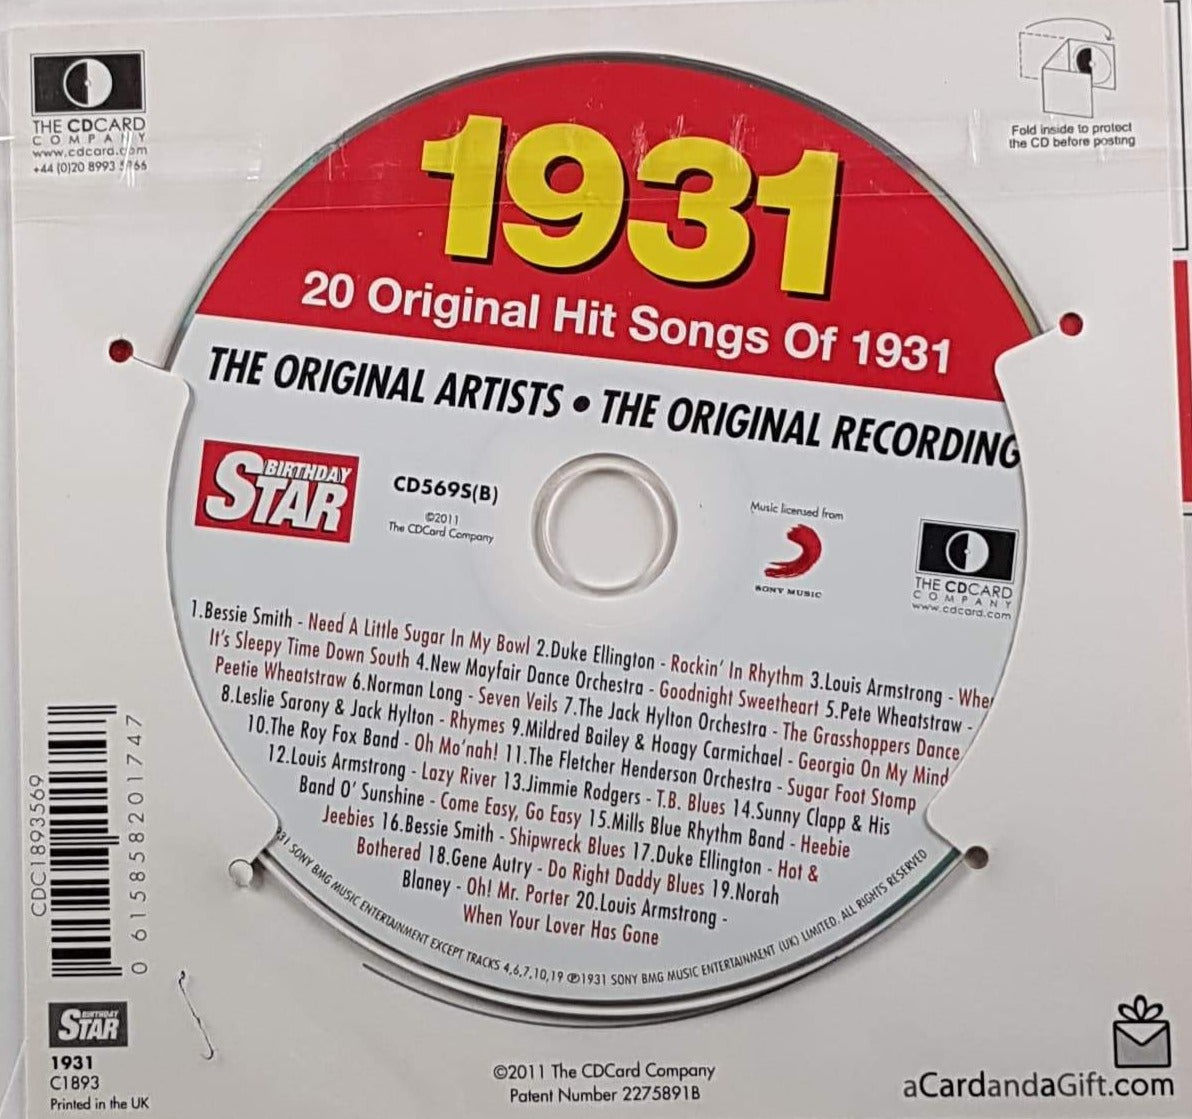 THE CDCARD
COMPANY
www.cdcard.com
+44 (0)20 8993
Fold inside to protect
the CD before posting
1931
20 Original Hit Songs Of 1931
THE ORIGINAL ARTISTS • THE ORIGINAL RECORDING
BIRTHDAY
STAR
CD569S(B)
©2011
The CDCard Company
Music licensed from
SONY MUSIC
THE CDCARD
COMPANY
www.cdcard.com
1.Bessie Smith - Need A Little Sugar In My Bowl 2.Duke Ellington - Rockin' In Rhythm 3.Louis Armstrong - Whe
It's Sleepy Time Down South 4.New Mayfair Dance Orchestra - Goodnight Sweetheart 5.Pete Wheatstraw -
Peetie Wheatstraw 6.Norman Long - Seven Veils 7.The Jack Hylton Orchestra - The Grasshoppers Dance
8.Leslie Sarony & Jack Hylton - Rhymes 9.Mildred Bailey & Hoagy Carmichael - Georgia On My Mind
10.The Roy Fox Band - Oh Mo'nah! 11.The Fletcher Henderson Orchestra - Sugar Foot Stomp
12.Louis Armstrong - Lazy River 13.Jimmie Rodgers - T.B. Blues 14.Sunny Clapp & His
Band O' Sunshine - Come Easy, Go Easy 15.Mills Blue Rhythm Band - Heebie
Jeebies 16.Bessie Smith - Shipwreck Blues 17.Duke Ellington - Hot &
Bothered 18.Gene Autry - Do Right Daddy Blues 19.Norah
Blaney - Oh! Mr. Porter 20.Louis Armstrong -
When Your Lover Has Gone
31 SONY BMG MUSIC ENTERTAINMENT EXCEPT TRACKS 4,6,7,10,19 ℗1931 SONY BMG MUSIC ENTERTAINMENT (UK) LIMITED. ALL RIGHTS RESERVED
CDC1893569
0 615855 201747
BIRTHDAY
STAR
1931
C1893
Printed in the UK
©2011 The CDCard Company
Patent Number 2275891B
aCardandaGift.com